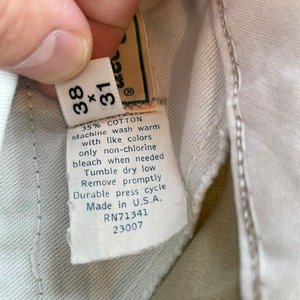 38
×
31
®
35% COTTON
Machine wash warm
with like colors
only non-chlorine
bleach when needed
Tumble dry low
Remove promptly
Durable press cycle
Made in U.S.A.
RN71341
23007